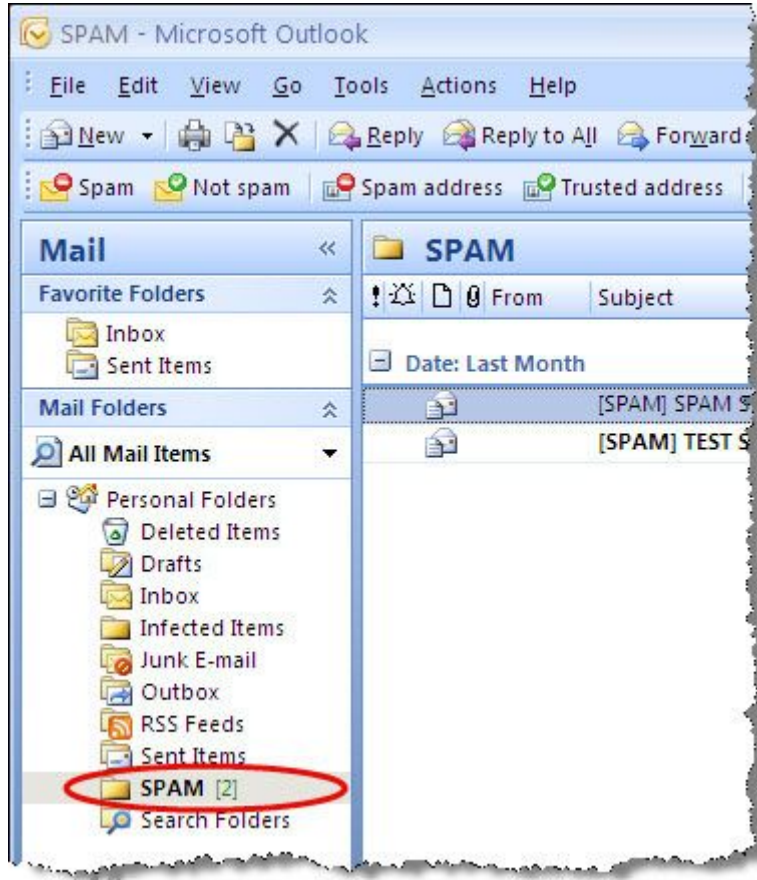 SPAM - Microsoft Outlook
File Edit View Go Tools Actions Help
New Reply Reply to All Forward
Spam Not spam Spam address Trusted address
Mail «
Favorite Folders
Inbox
Sent Items
Mail Folders
All Mail Items
Personal Folders
Deleted Items
Drafts
Inbox
Infected Items
Junk E-mail
Outbox
RSS Feeds
Sent Items
SPAM [2]
Search Folders
SPAM
! From Subject
Date: Last Month
[SPAM] SPAM S
[SPAM] TEST S